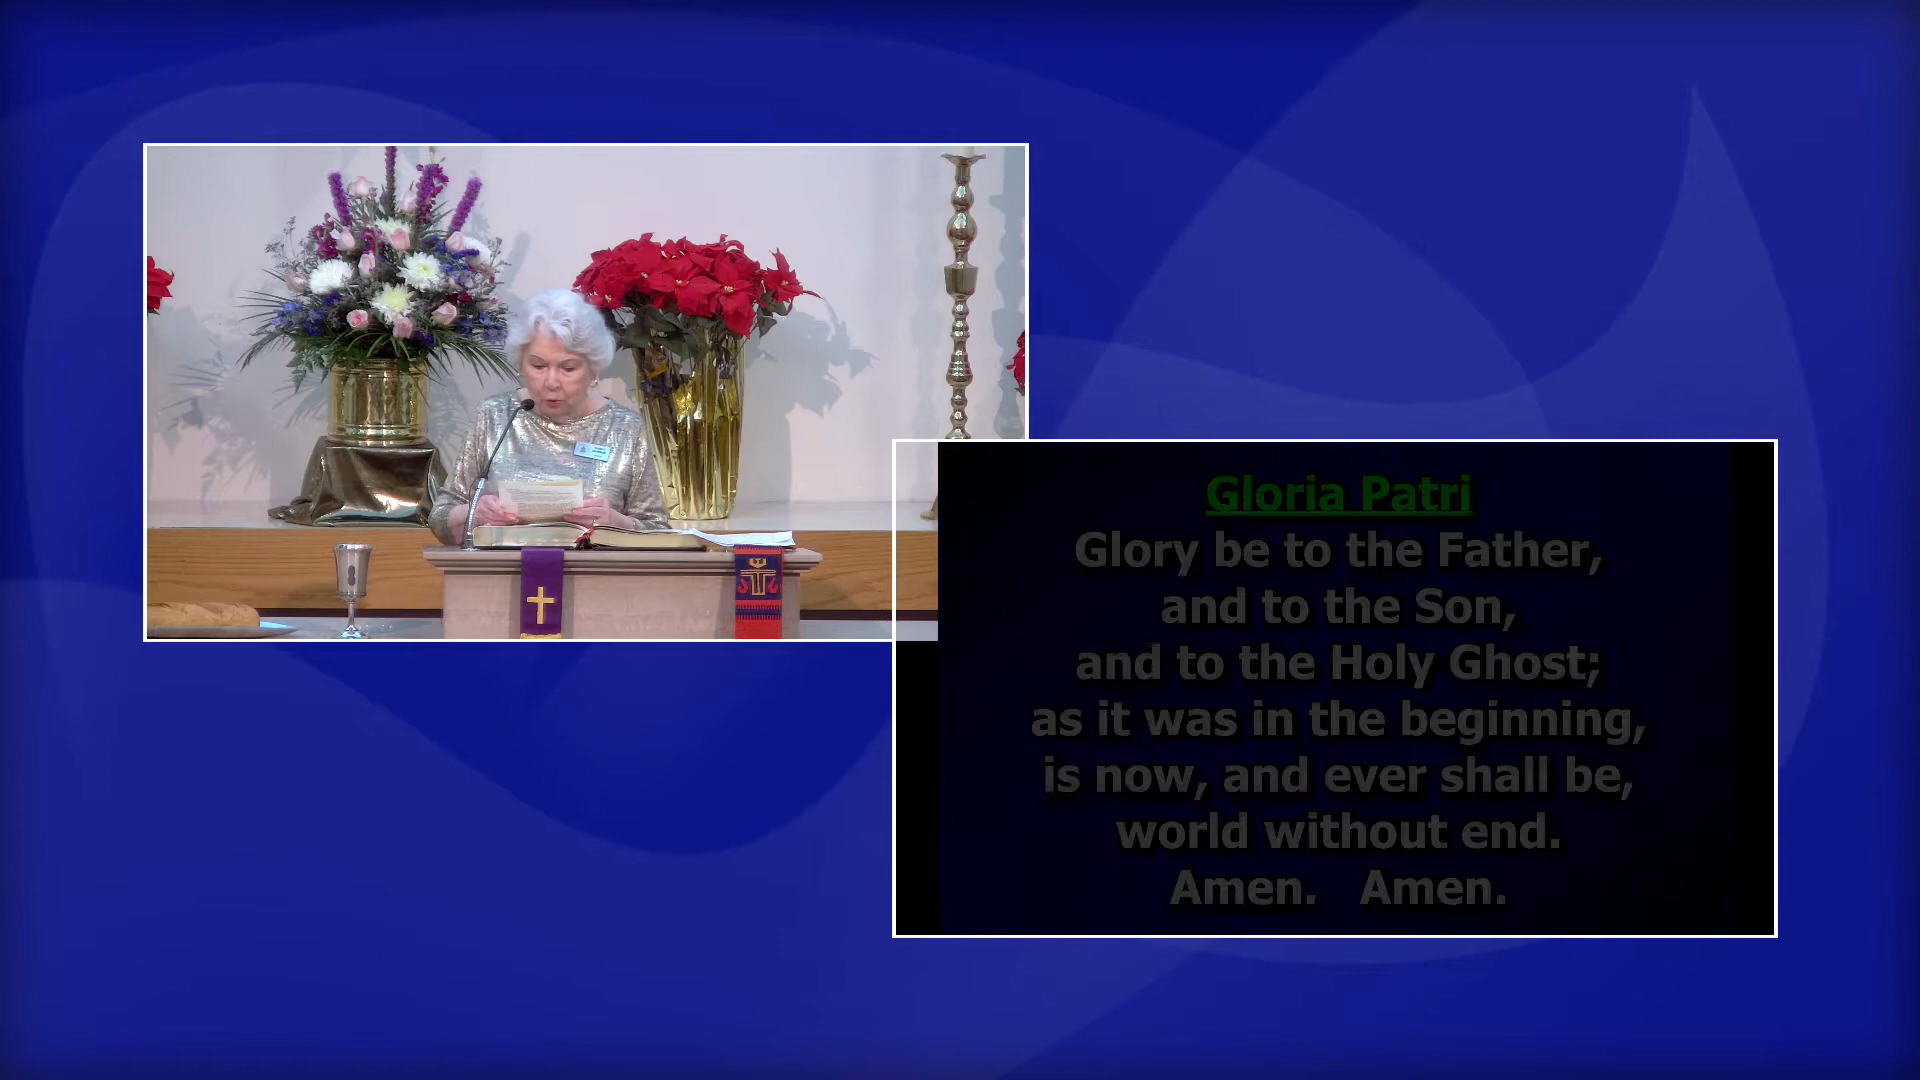 Gloria Patri
Glory be to the Father,
and to the Son,
and to the Holy Ghost;
as it was in the beginning,
is now, and ever shall be,
world without end.
Amen. Amen.